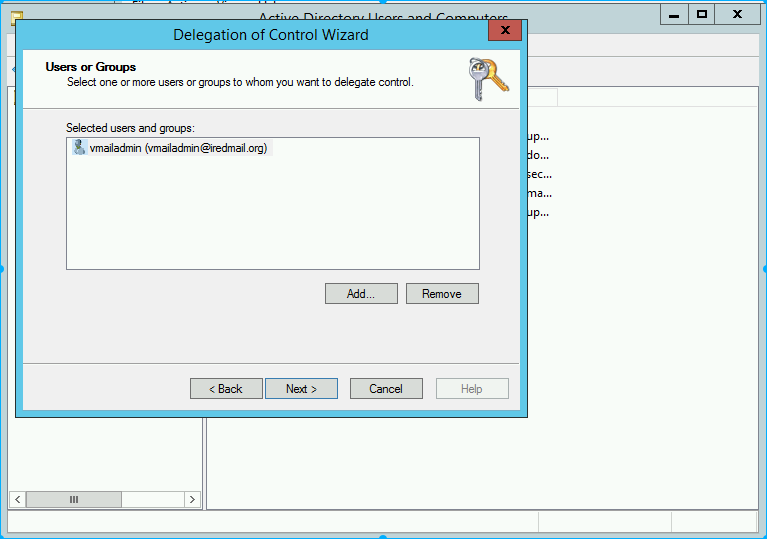 Active Directory Users and Computers
Delegation of Control Wizard
X
X
Users or Groups
Select one or more users or groups to whom you want to delegate control.
Selected users and groups:
vmailadmin (vmailadmin@iredmail.org)
up...
do...
sec...
ma...
up...
Add...
Remove
< Back
Next >
Cancel
Help